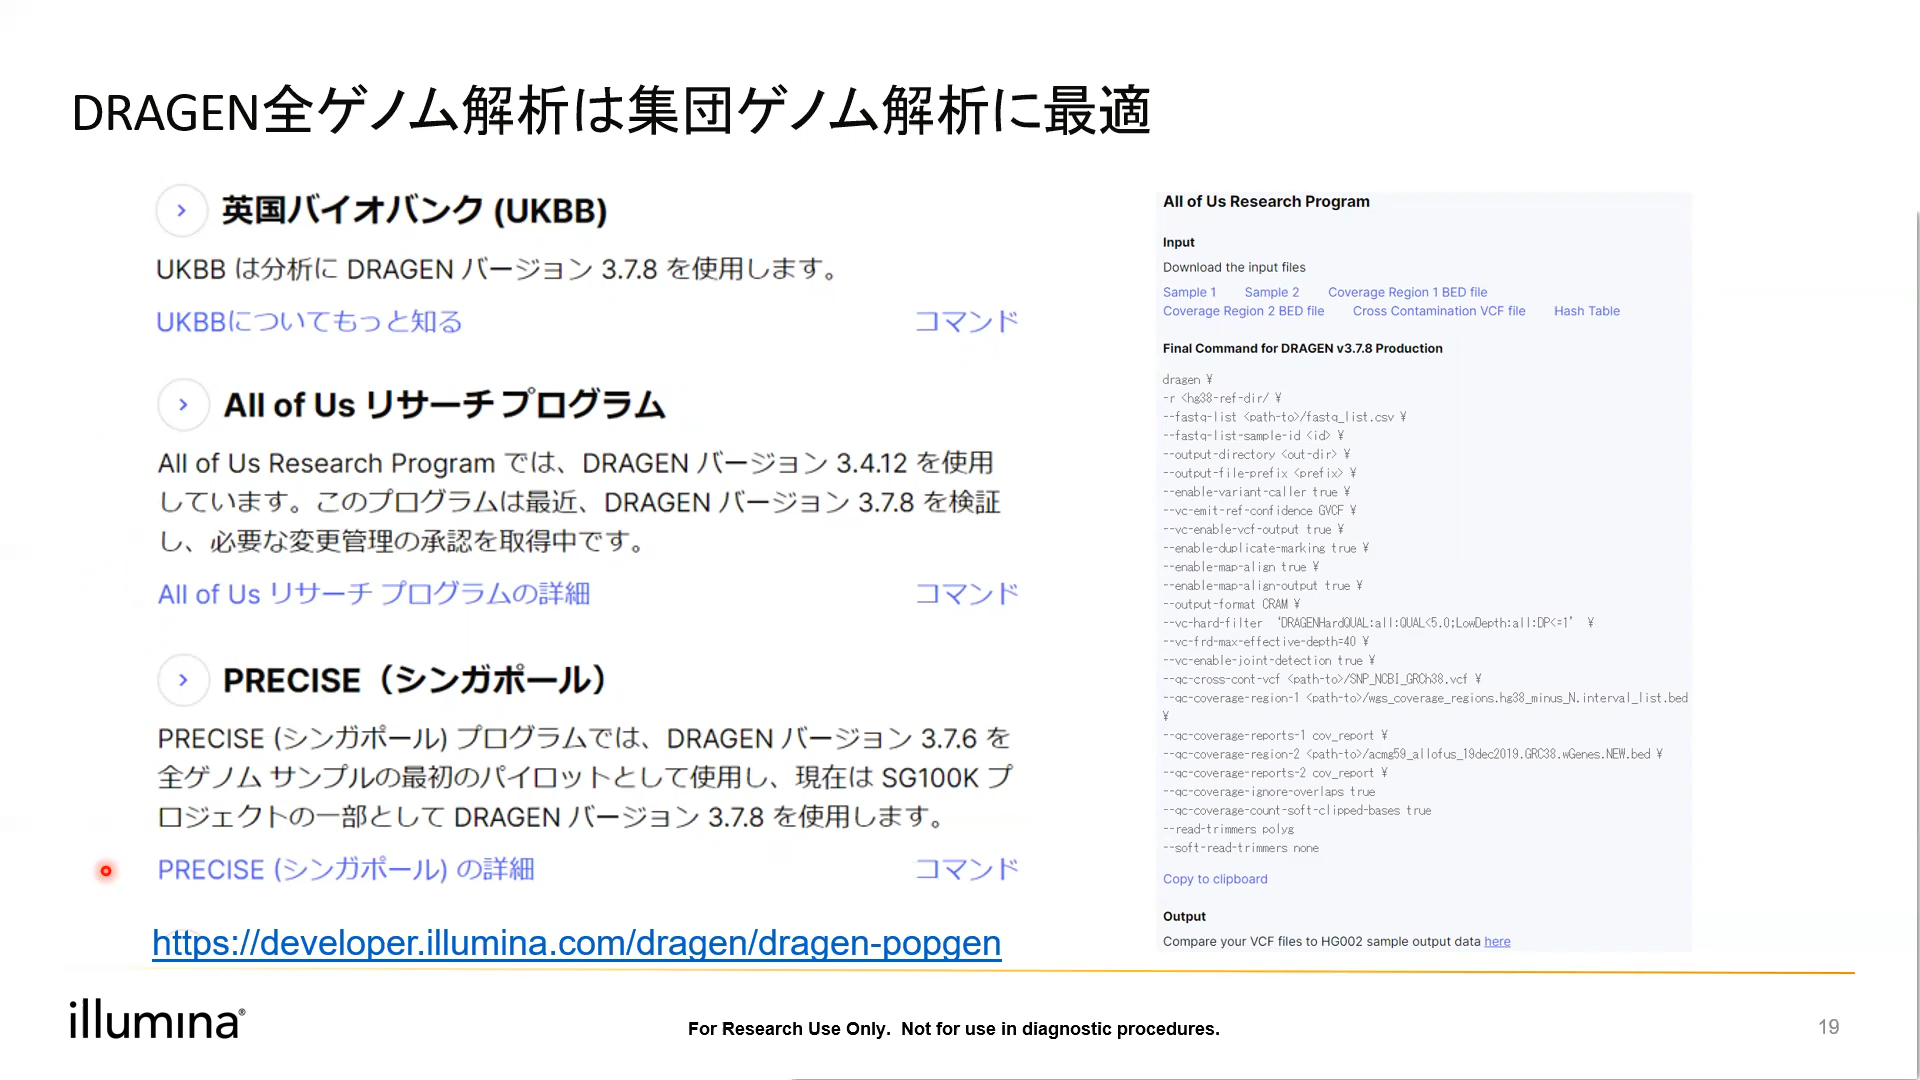 DRAGEN全ゲノム解析は集団ゲノム解析に最適
英国バイオバンク (UKBB)
UKBB は分析に DRAGEN バージョン 3.7.8 を使用します。
UKBBについてもっと知る コマンド
All of Us リサーチ プログラム
All of Us Research Program では、DRAGEN バージョン 3.4.12 を使用
しています。このプログラムは最近、DRAGEN バージョン 3.7.8 を検証
し、必要な変更管理の承認を取得中です。
All of Us リサーチ プログラムの詳細 コマンド
PRECISE（シンガポール）
PRECISE (シンガポール) プログラムでは、DRAGEN バージョン 3.7.6 を
全ゲノム サンプルの最初のパイロットとして使用し、現在は SG100K プ
ロジェクトの一部として DRAGEN バージョン 3.7.8 を使用します。
PRECISE (シンガポール) の詳細 コマンド
https://developer.illumina.com/dragen/dragen-popgen
All of Us Research Program
Input
Download the input files
Sample 1 Sample 2 Coverage Region 1 BED file
Coverage Region 2 BED file Cross Contamination VCF file Hash Table
Final Command for DRAGEN v3.7.8 Production
dragen ¥
-r <hg38-ref-dir/ ¥
--fastq-list <path-to>/fastq_list.csv ¥
--fastq-list-sample-id <id> ¥
--output-directory <out-dir> ¥
--output-file-prefix <prefix> ¥
--enable-variant-caller true ¥
--vc-emit-ref-confidence GVCF ¥
--vc-enable-vcf-output true ¥
--enable-duplicate-marking true ¥
--enable-map-align true ¥
--enable-map-align-output true ¥
--output-format CRAM ¥
--vc-hard-filter ‘DRAGENHardQUAL:all:QUAL<5.0;LowDepth:all:DP<=1’ ¥
--vc-frd-max-effective-depth=40 ¥
--vc-enable-joint-detection true ¥
--qc-cross-cont-vcf <path-to>/SNP_NCBI_GRCh38.vcf ¥
--qc-coverage-region-1 <path-to>/wgs_coverage_regions.hg38_minus_N.interval_list.bed
¥
--qc-coverage-reports-1 cov_report ¥
--qc-coverage-region-2 <path-to>/acmg59_allofus_19dec2019.GRC38.wGenes.NEW.bed ¥
--qc-coverage-reports-2 cov_report ¥
--qc-coverage-ignore-overlaps true
--qc-coverage-count-soft-clipped-bases true
--read-trimmers polyg
--soft-read-trimmers none
Copy to clipboard
Output
Compare your VCF files to HG002 sample output data here
illumina®
For Research Use Only. Not for use in diagnostic procedures.
19